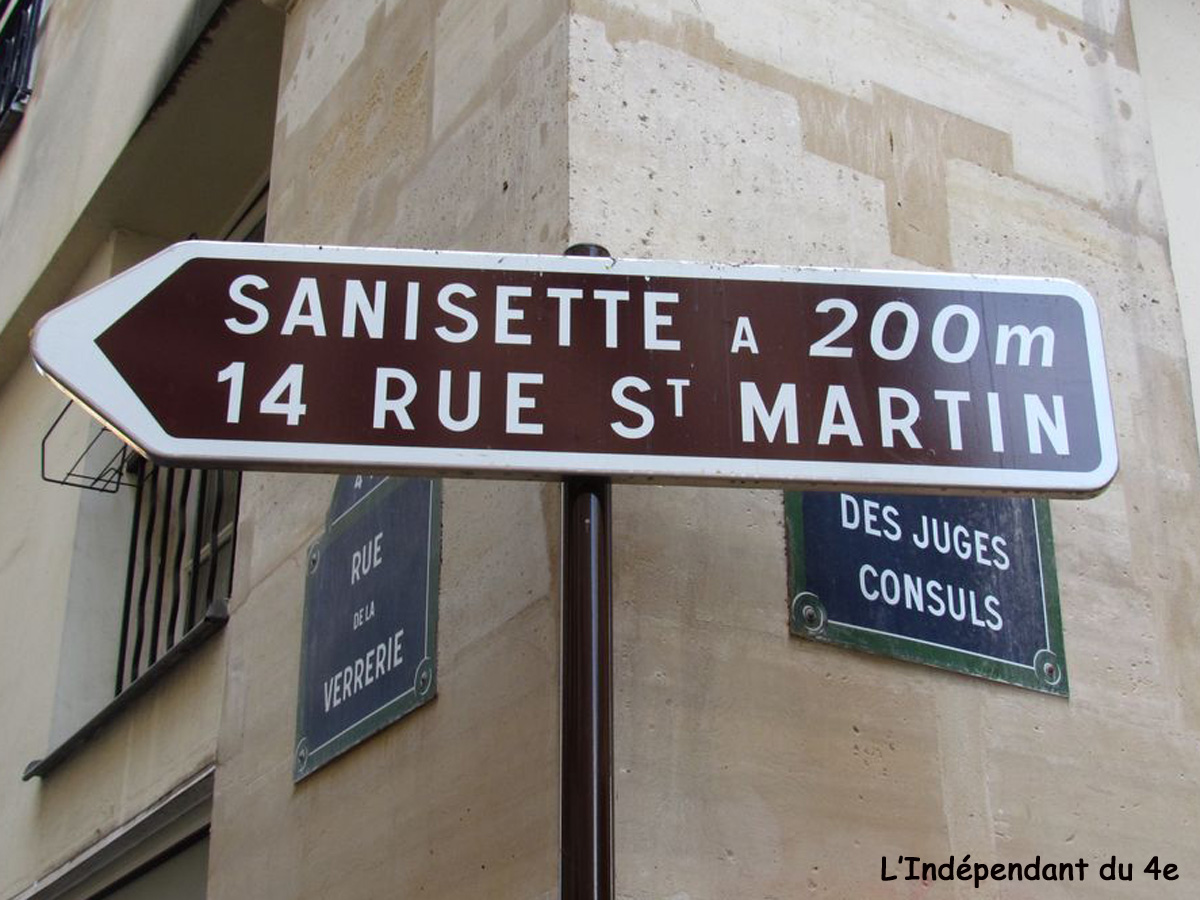 SANISETTE A 200m
14 RUE ST MARTIN
RUE
DE LA
VERRERIE
DES JUGES
CONSULS
L'Indépendant du 4e